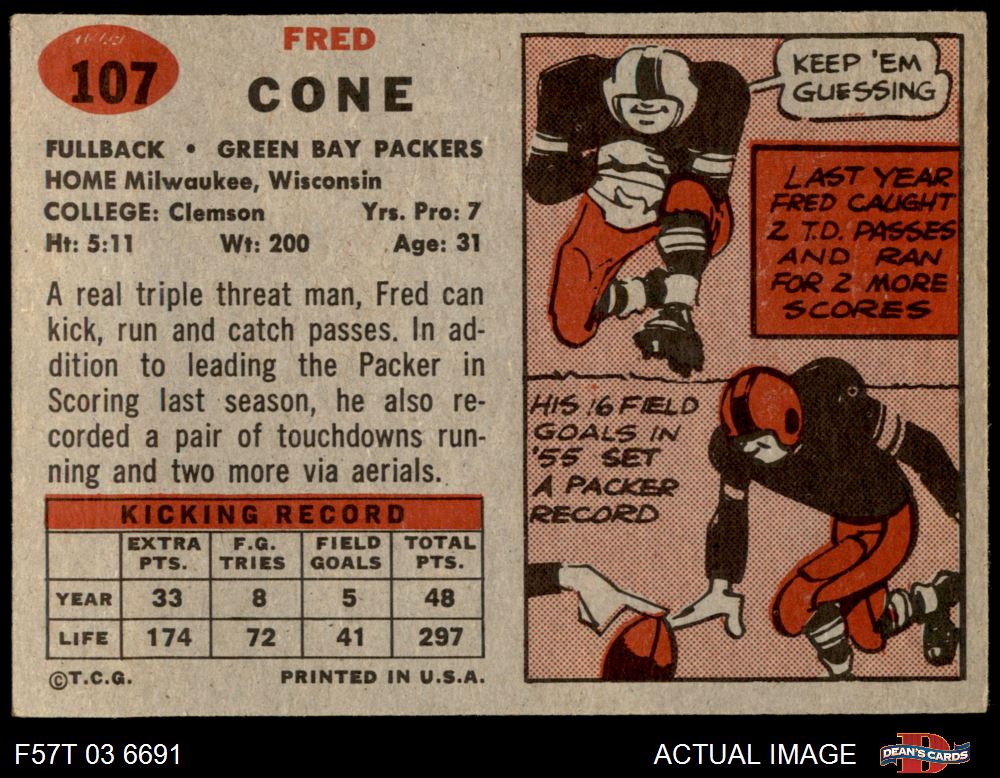 107
FRED
CONE
FULLBACK • GREEN BAY PACKERS
HOME Milwaukee, Wisconsin
COLLEGE: Clemson Yrs. Pro: 7
Ht: 5:11 Wt: 200 Age: 31
A real triple threat man, Fred can
kick, run and catch passes. In ad-
dition to leading the Packer in
Scoring last season, he also re-
corded a pair of touchdowns run-
ning and two more via aerials.
KICKING RECORD
EXTRA PTS. F.G. TRIES FIELD GOALS TOTAL PTS.
YEAR 33 8 5 48
LIFE 174 72 41 297
©T.C.G. PRINTED IN U.S.A.
KEEP 'EM
GUESSING
LAST YEAR
FRED CAUGHT
2 T.D. PASSES
AND RAN
FOR 2 MORE
SCORES
HIS 16 FIELD
GOALS IN
'55 SET
A PACKER
RECORD
F57T 03 6691
ACTUAL IMAGE
DEAN'S CARDS